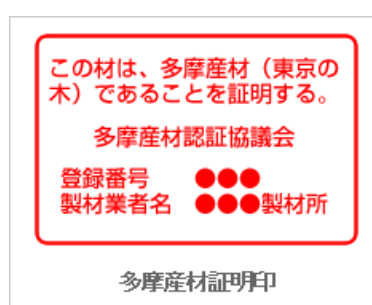 この材は、多摩産材（東京の
木）であることを証明する。
多摩産材認証協議会
登録番号　●●●
製材業者名　●●●製材所
多摩産材証明印